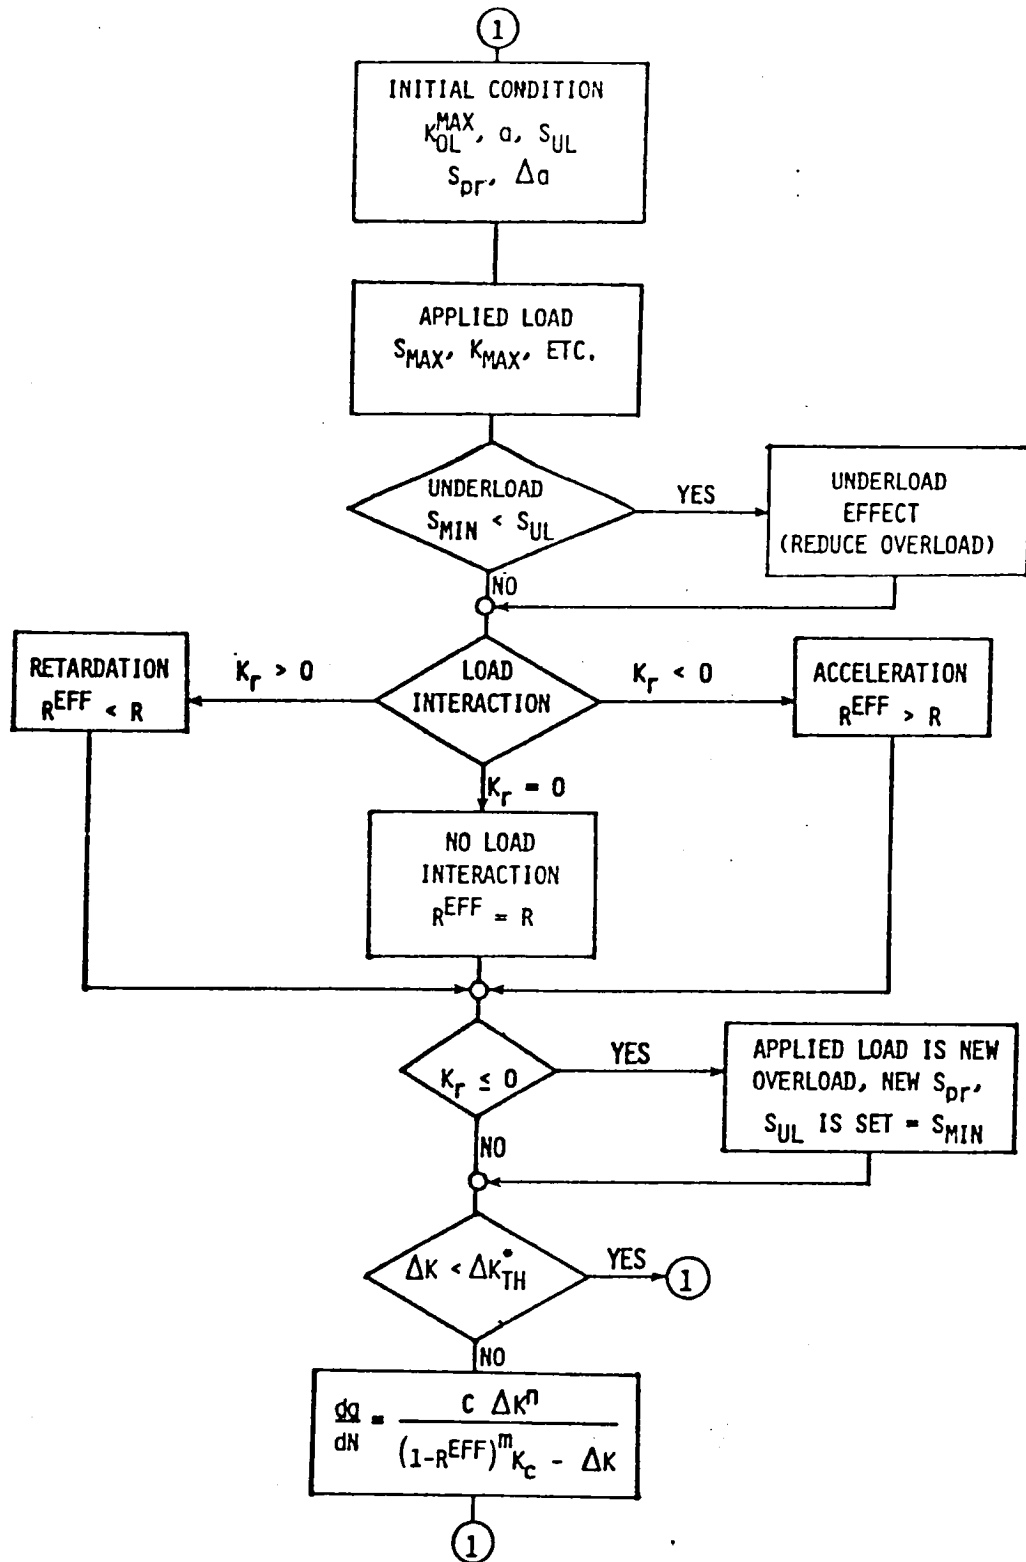 1
INITIAL CONDITION
K_OL^MAX, a, S_UL
S_pr, Δa
APPLIED LOAD
S_MAX, K_MAX, ETC.
UNDERLOAD
S_MIN < S_UL
YES
UNDERLOAD
EFFECT
(REDUCE OVERLOAD)
NO
RETARDATION
R^EFF < R
K_r > 0
LOAD
INTERACTION
K_r < 0
ACCELERATION
R^EFF > R
K_r = 0
NO LOAD
INTERACTION
R^EFF = R
K_r ≤ 0
YES
APPLIED LOAD IS NEW
OVERLOAD, NEW S_pr,
S_UL IS SET = S_MIN
NO
ΔK < ΔK_TH^*
YES
1
NO
da/dN = C ΔK^n / (1-R^EFF)^m K_c - ΔK
1